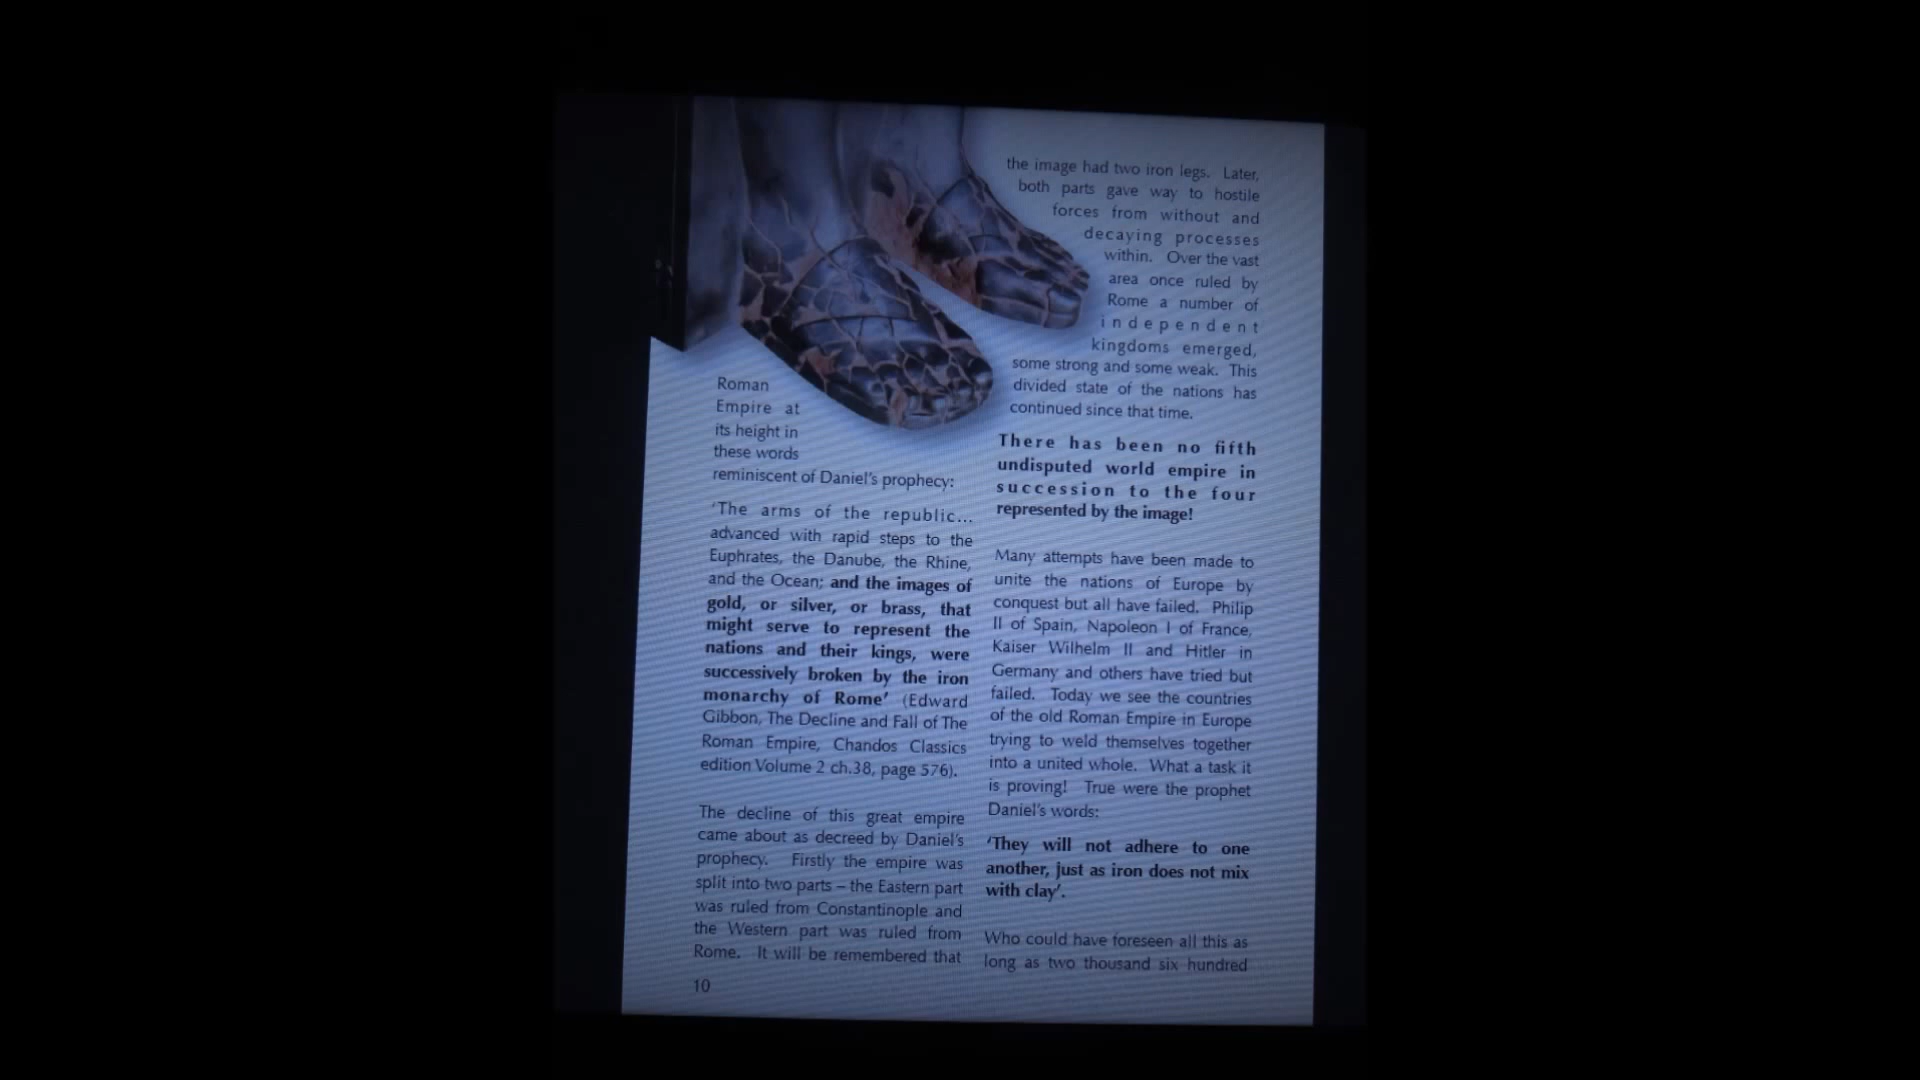 Roman
Empire at
its height in
these words
reminiscent of Daniel's prophecy:
'The arms of the republic...
advanced with rapid steps to the
Euphrates, the Danube, the Rhine,
and the Ocean; and the images of
gold, or silver, or brass, that
might serve to represent the
nations and their kings, were
successively broken by the iron
monarchy of Rome' (Edward
Gibbon, The Decline and Fall of The
Roman Empire, Chandos Classics
edition Volume 2 ch.38, page 576).
The decline of this great empire
came about as decreed by Daniel's
prophecy. Firstly the empire was
split into two parts – the Eastern part
was ruled from Constantinople and
the Western part was ruled from
Rome. It will be remembered that
10
the image had two iron legs. Later,
both parts gave way to hostile
forces from without and
decaying processes
within. Over the vast
area once ruled by
Rome a number of
independent
kingdoms emerged,
some strong and some weak. This
divided state of the nations has
continued since that time.
There has been no fifth
undisputed world empire in
succession to the four
represented by the image!
Many attempts have been made to
unite the nations of Europe by
conquest but all have failed. Philip
II of Spain, Napoleon I of France,
Kaiser Wilhelm II and Hitler in
Germany and others have tried but
failed. Today we see the countries
of the old Roman Empire in Europe
trying to weld themselves together
into a united whole. What a task it
is proving! True were the prophet
Daniel's words:
'They will not adhere to one
another, just as iron does not mix
with clay'.
Who could have foreseen all this as
long as two thousand six hundred